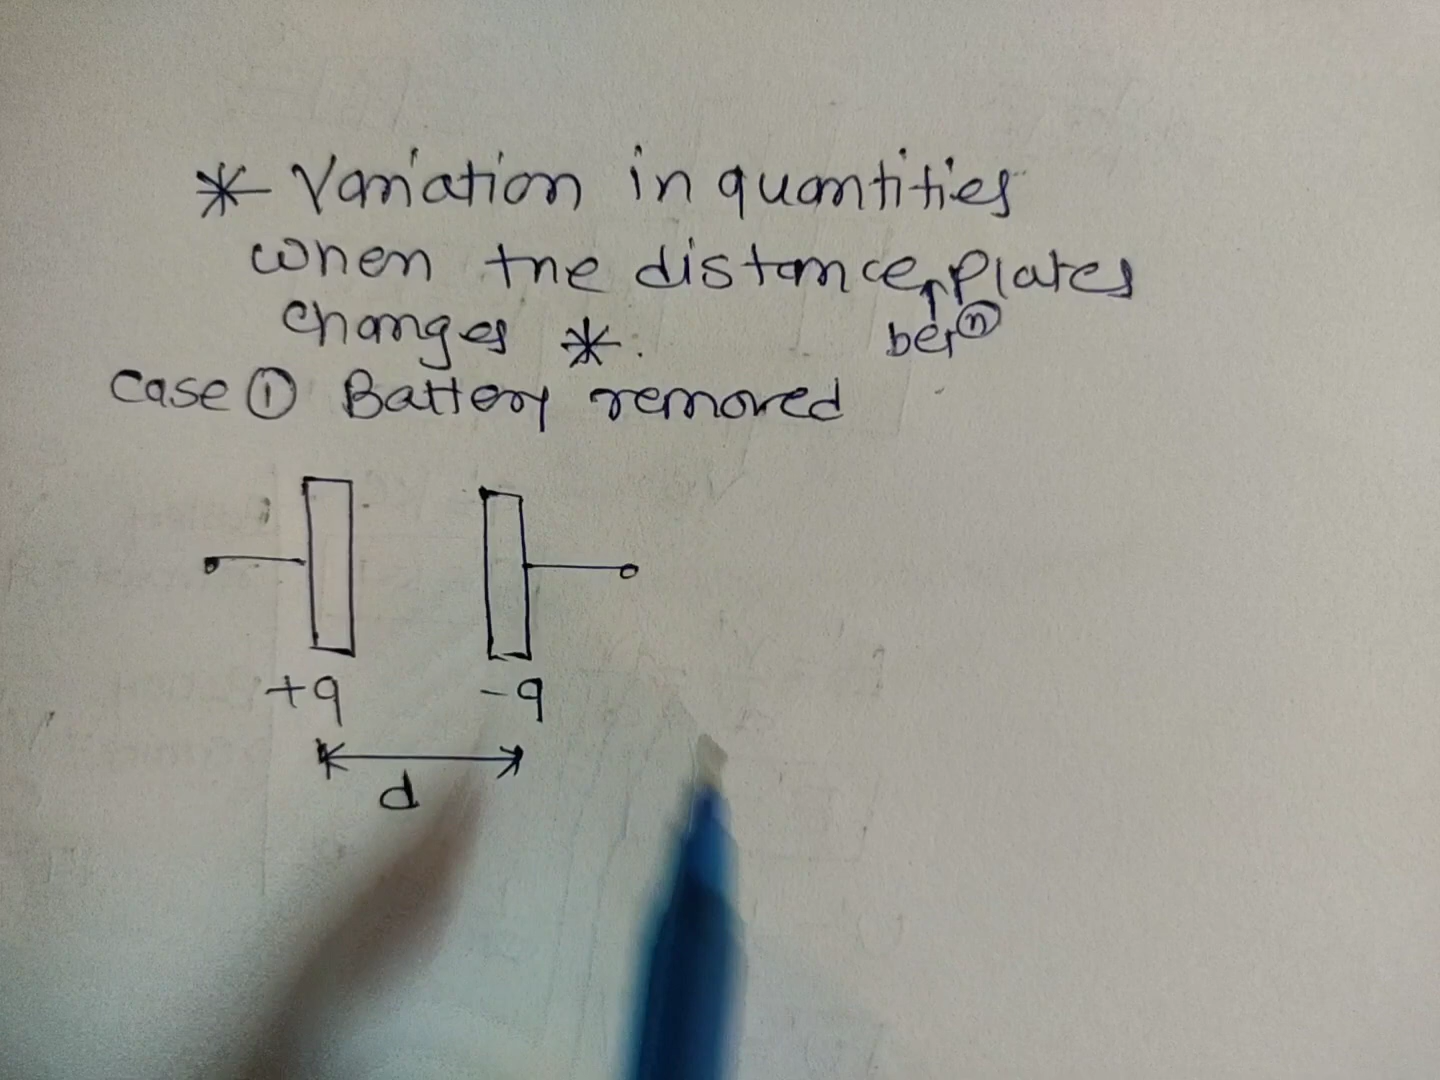 * Variation in quantities
when the distance plates
bet ⓝ
changes *.
Case ① Battery removed
+q -q
d